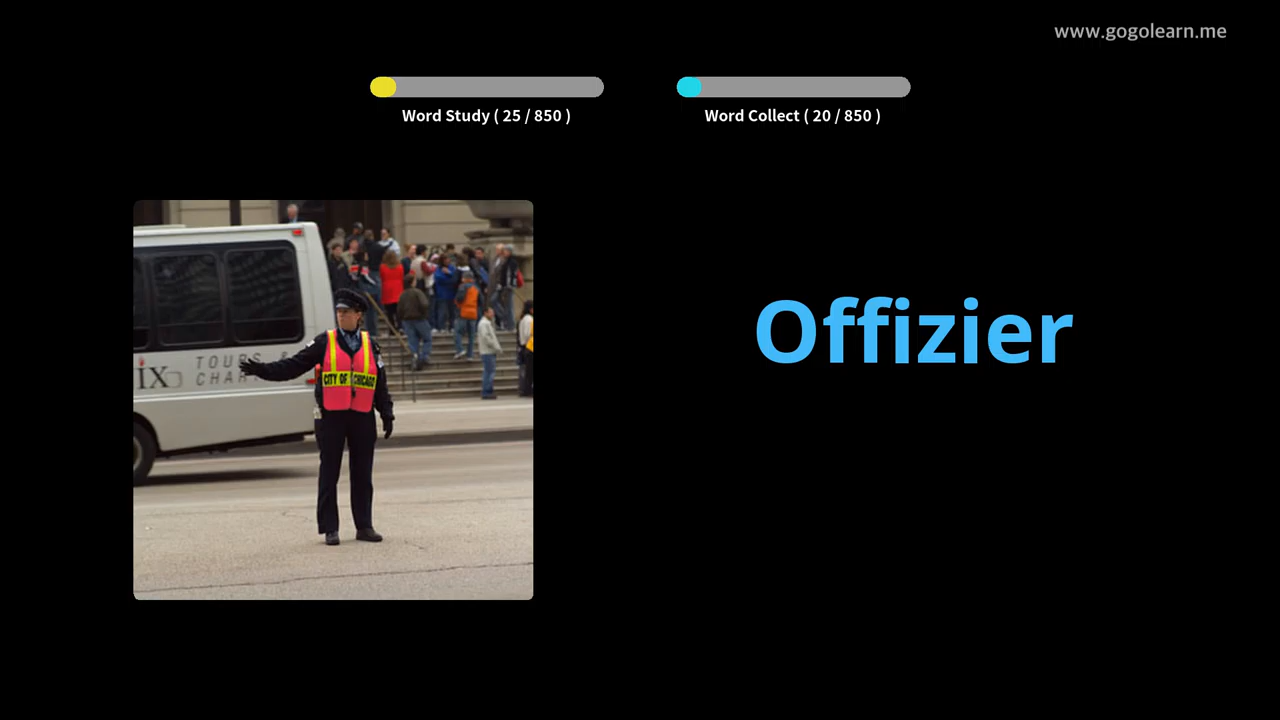 www.gogolearn.me
Word Study ( 25 / 850 )
Word Collect ( 20 / 850 )
Offizier
IX
TOURS &
CHAR
CITY OF CHICAGO